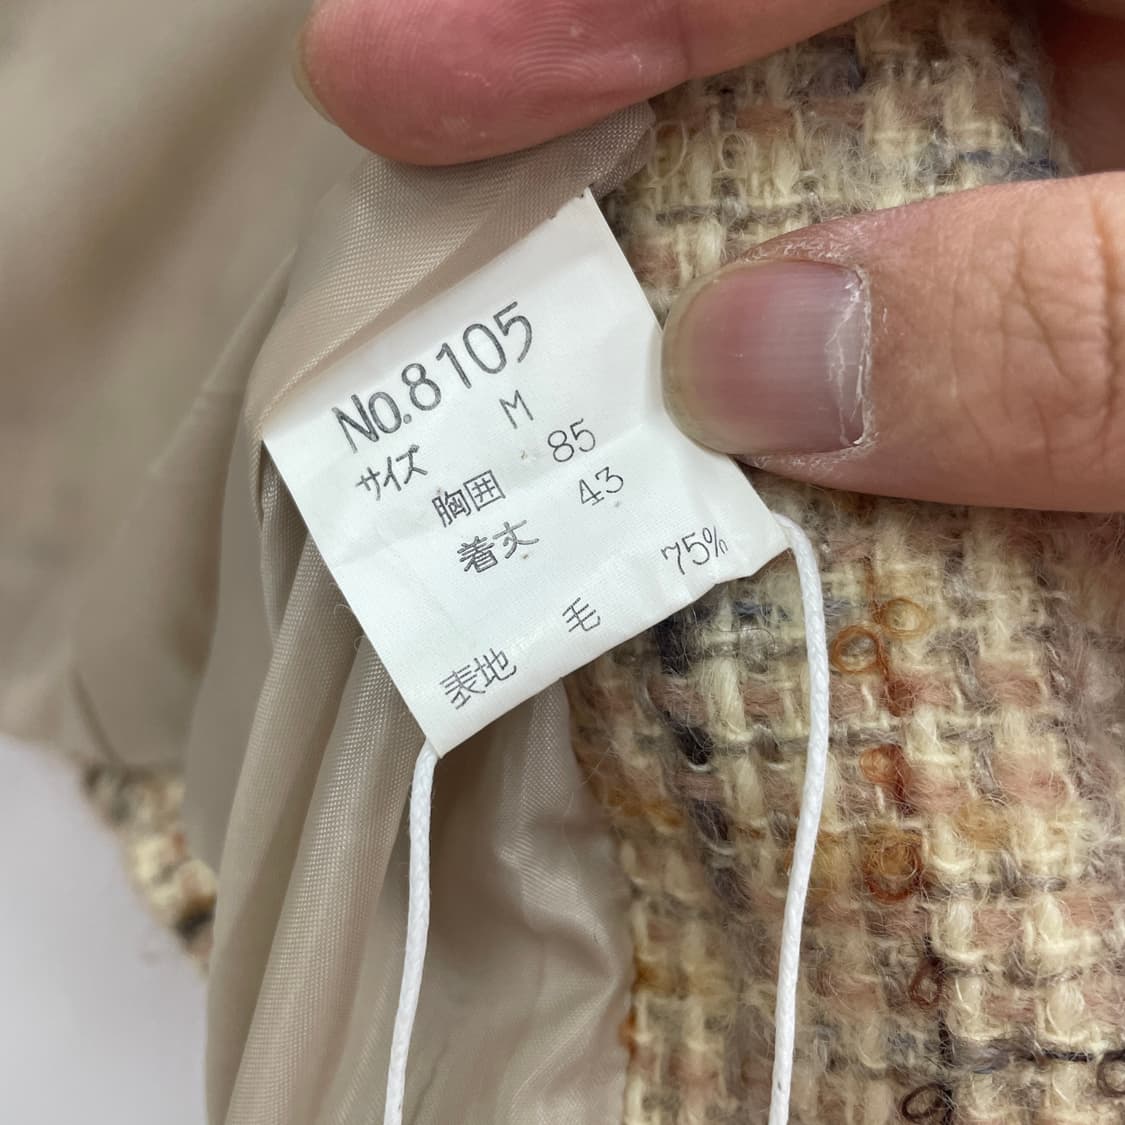 No.8105
サイズ M
胸囲 85
着丈 43
表地 毛 75%